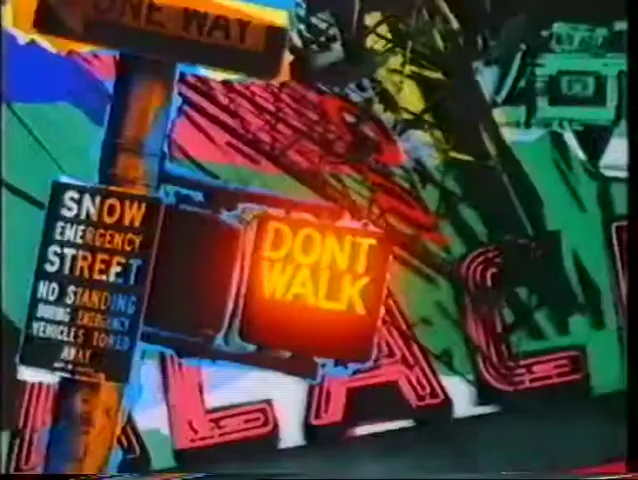 ONE WAY
SNOW
EMERGENCY
STREET
NO STANDING
DURING EMERGENCY
VEHICLES TOWED
AWAY
DONT
WALK
LAC